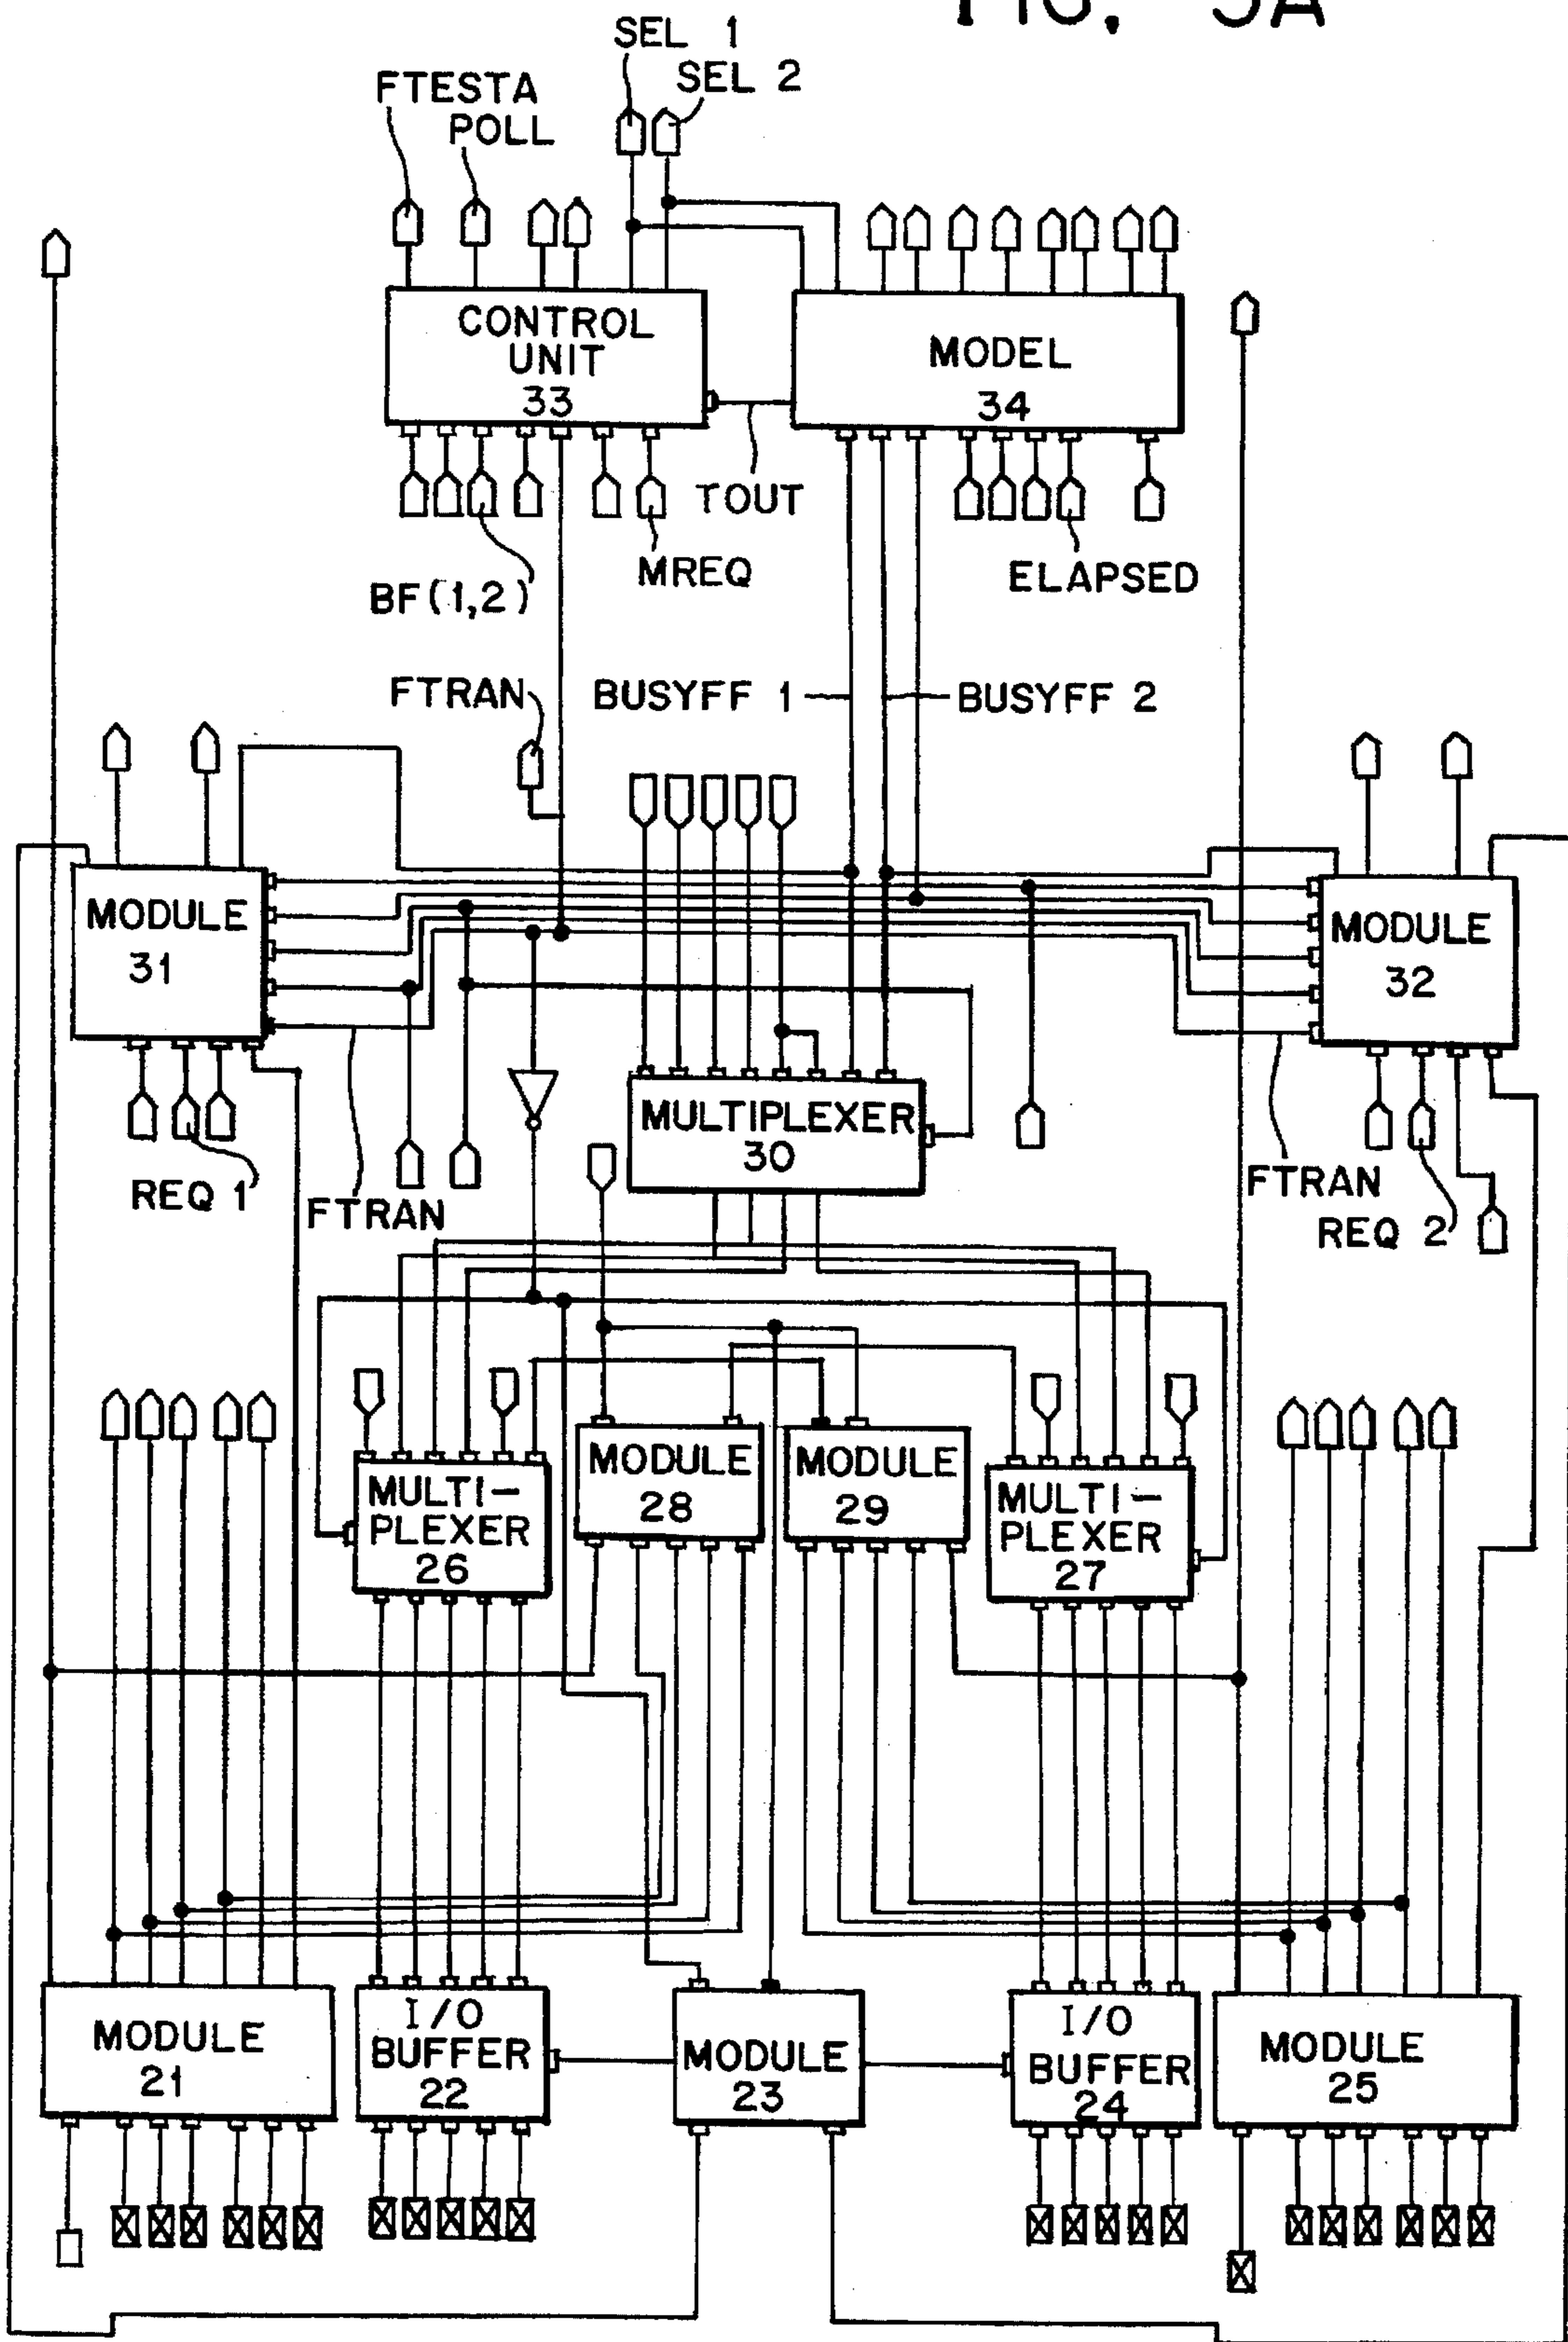 FIG. 5A
SEL 1
SEL 2
FTESTA
POLL
CONTROL
UNIT
33
MODEL
34
TOUT
MREQ
BF(1,2)
ELAPSED
FTRAN
BUSYFF 1
BUSYFF 2
MODULE
31
MODULE
32
MULTIPLEXER
30
REQ 1
FTRAN
FTRAN
REQ 2
MULTI-
PLEXER
26
MODULE
28
MODULE
29
MULTI-
PLEXER
27
MODULE
21
I/O
BUFFER
22
MODULE
23
I/O
BUFFER
24
MODULE
25